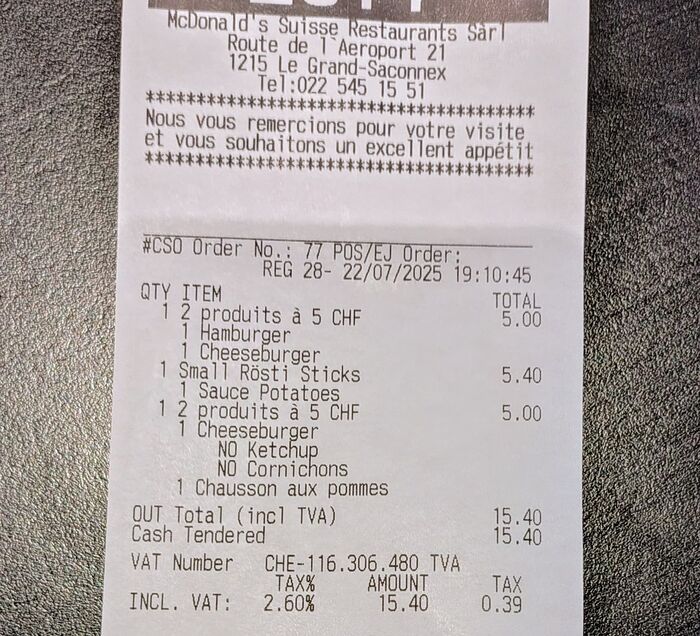 McDonald's Suisse Restaurants Sàrl
Route de l'Aeroport 21
1215 Le Grand-Saconnex
Tel:022 545 15 51
****************************************
Nous vous remercions pour votre visite
et vous souhaitons un excellent appétit
****************************************
#CSO Order No.: 77 POS/EJ Order:
REG 28- 22/07/2025 19:10:45
QTY ITEM TOTAL
1 2 produits à 5 CHF 5.00
1 Hamburger
1 Cheeseburger
1 Small Rösti Sticks 5.40
1 Sauce Potatoes
1 2 produits à 5 CHF 5.00
1 Cheeseburger
NO Ketchup
NO Cornichons
1 Chausson aux pommes
OUT Total (incl TVA) 15.40
Cash Tendered 15.40
VAT Number CHE-116.306.480 TVA
TAX% AMOUNT TAX
INCL. VAT: 2.60% 15.40 0.39